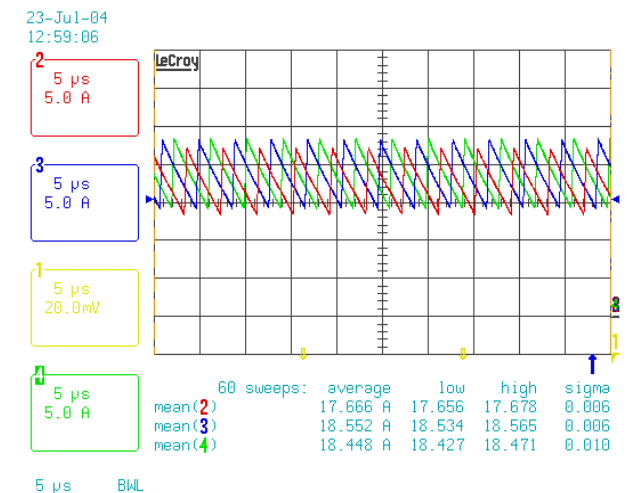 23-Jul-04
12:59:06
LeCroy
2
5 µs
5.0 A
3
5 µs
5.0 A
1
5 µs
20.0mV
4
5 µs
5.0 A
1
60 sweeps: average low high sigma
mean(2) 17.666 A 17.656 17.678 0.006
mean(3) 18.552 A 18.534 18.565 0.006
mean(4) 18.448 A 18.427 18.471 0.010
5 µs BWL